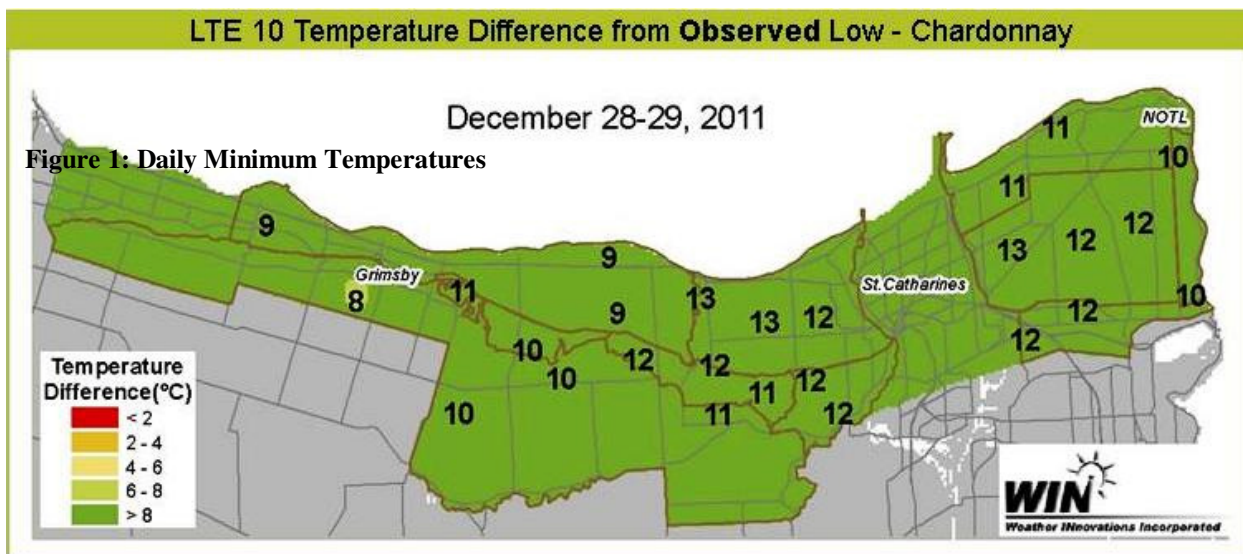 LTE 10 Temperature Difference from Observed Low - Chardonnay
December 28-29, 2011
Figure 1: Daily Minimum Temperatures
NOTL
11
10
11
9
12
12
13
9
Grimsby
11
8
13
St.Catharines
10
9
13
12
12
12
10
12
12
10
11
12
10
11
12
Temperature
Difference(°C)
< 2
2 - 4
4 - 6
6 - 8
> 8
WIN
Weather INnovations Incorporated